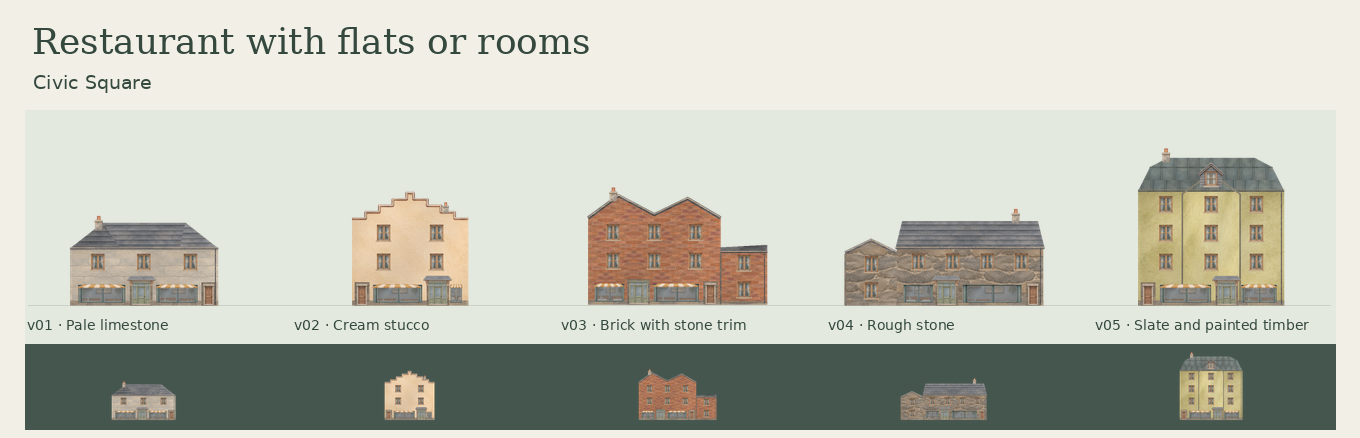 Restaurant with flats or rooms
Civic Square
v01 · Pale limestone
v02 · Cream stucco
v03 · Brick with stone trim
v04 · Rough stone
v05 · Slate and painted timber